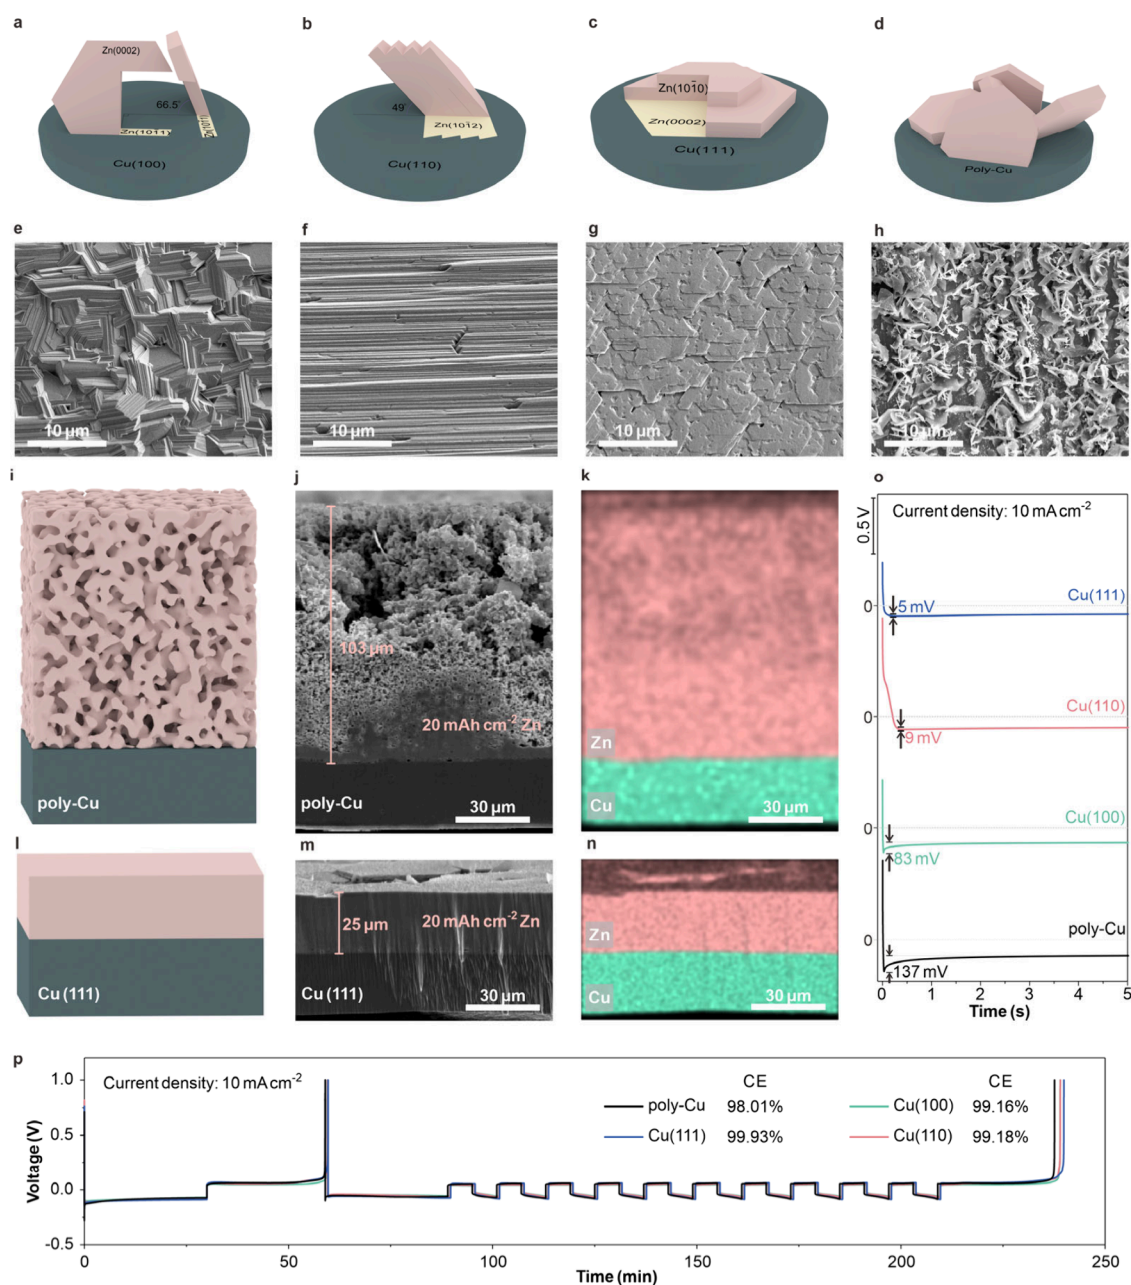 a
b
c
d
Zn(0002)
66.5°
Zn(101̄1)
Zn(101̄1)
Cu(100)
49°
Zn(101̄2)
Cu(110)
Zn(101̄0)
Zn(0002)
Cu(111)
Poly-Cu
e
f
g
h
10 µm
10 µm
10 µm
10 µm
i
j
k
o
poly-Cu
103 µm
20 mAh cm⁻² Zn
poly-Cu
30 µm
Zn
Cu
30 µm
0.5 V
Current density: 10 mA cm⁻²
0
Cu(111)
5 mV
0
Cu(110)
9 mV
0
Cu(100)
83 mV
0
poly-Cu
137 mV
0 1 2 3 4 5
Time (s)
l
m
n
Cu (111)
25 µm
20 mAh cm⁻² Zn
Cu (111)
30 µm
Zn
Cu
30 µm
p
Voltage (V)
1.0
0.5
0.0
-0.5
Current density: 10 mA cm⁻²
CE CE
poly-Cu 98.01% Cu(100) 99.16%
Cu(111) 99.93% Cu(110) 99.18%
0 50 100 150 200 250
Time (min)